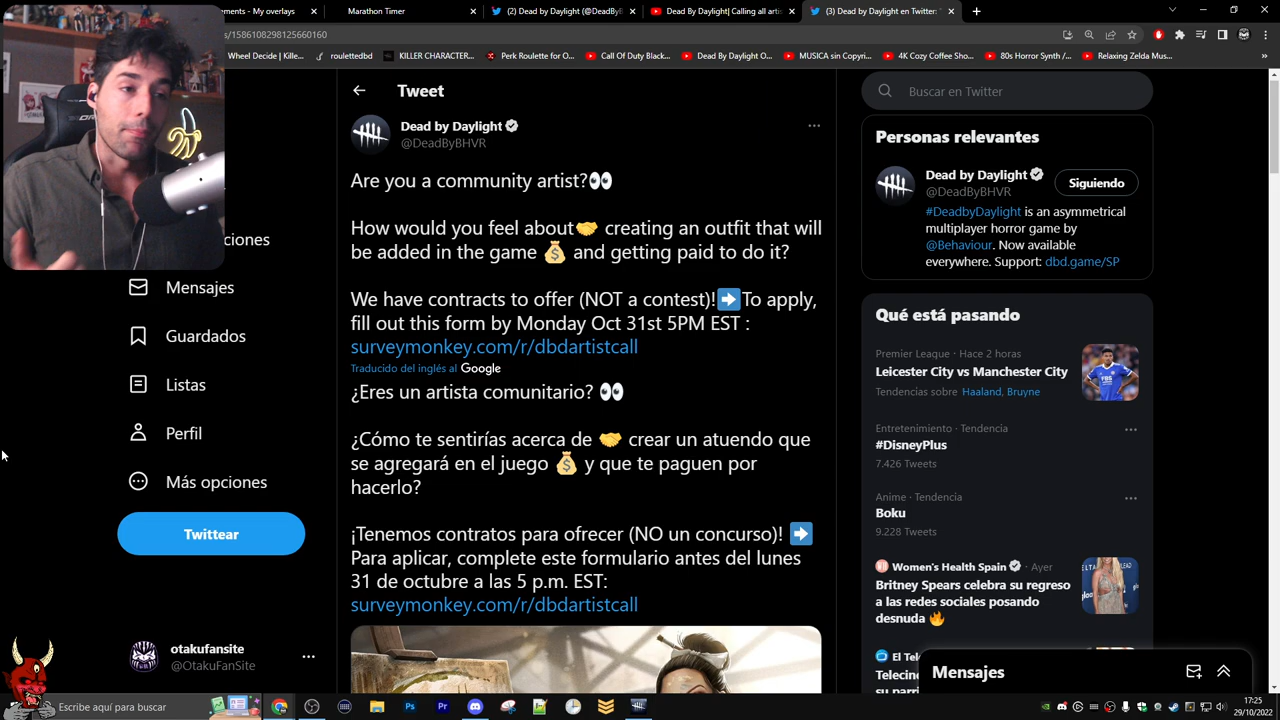 ements - My overlays
Marathon Timer
(2) Dead by Daylight (@DeadBy
Dead By Daylight| Calling all arti
(3) Dead by Daylight en Twitter:
s/1586108298125660160
Wheel Decide | Kille...
roulettedbd
KILLER CHARACTER...
Perk Roulette for O...
Call Of Duty Black...
Dead By Daylight O...
MUSICA sin Copyri...
4K Cozy Coffee Sho...
80s Horror Synth /...
Relaxing Zelda Mus...
Tweet
Buscar en Twitter
Dead by Daylight
@DeadByBHVR
Are you a community artist?👀
How would you feel about🤝 creating an outfit that will
be added in the game 💰 and getting paid to do it?
We have contracts to offer (NOT a contest)!➡️To apply,
fill out this form by Monday Oct 31st 5PM EST :
surveymonkey.com/r/dbdartistcall
Traducido del inglés al Google
¿Eres un artista comunitario? 👀
¿Cómo te sentirías acerca de 🤝 crear un atuendo que
se agregará en el juego 💰 y que te paguen por
hacerlo?
¡Tenemos contratos para ofrecer (NO un concurso)! ➡️
Para aplicar, complete este formulario antes del lunes
31 de octubre a las 5 p.m. EST:
surveymonkey.com/r/dbdartistcall
ciones
Mensajes
Guardados
Listas
Perfil
Más opciones
Twittear
otakufansite
@OtakuFanSite
Personas relevantes
Dead by Daylight
@DeadByBHVR
Siguiendo
#DeadbyDaylight is an asymmetrical
multiplayer horror game by
@Behaviour. Now available
everywhere. Support: dbd.game/SP
Qué está pasando
Premier League · Hace 2 horas
Leicester City vs Manchester City
Tendencias sobre Haaland, Bruyne
Entretenimiento · Tendencia
#DisneyPlus
7.426 Tweets
Anime · Tendencia
Boku
9.228 Tweets
Women's Health Spain · Ayer
Britney Spears celebra su regreso
a las redes sociales posando
desnuda 🔥
El Tele
Telecinc
su parri
Mensajes
Escribe aquí para buscar
17:25
29/10/2022